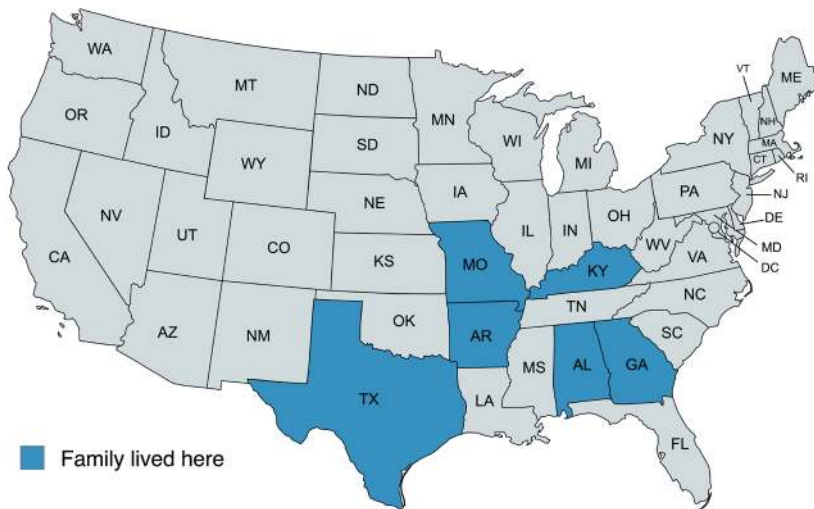 WA
MT
ND
MN
VT
ME
OR
ID
SD
WI
MI
NY
NH
MA
CT
RI
WY
IA
PA
NJ
NE
OH
DE
NV
UT
CO
IL
IN
WV
MD
DC
CA
KS
MO
KY
VA
AZ
NM
OK
AR
TN
NC
SC
TX
LA
MS
AL
GA
FL
Family lived here